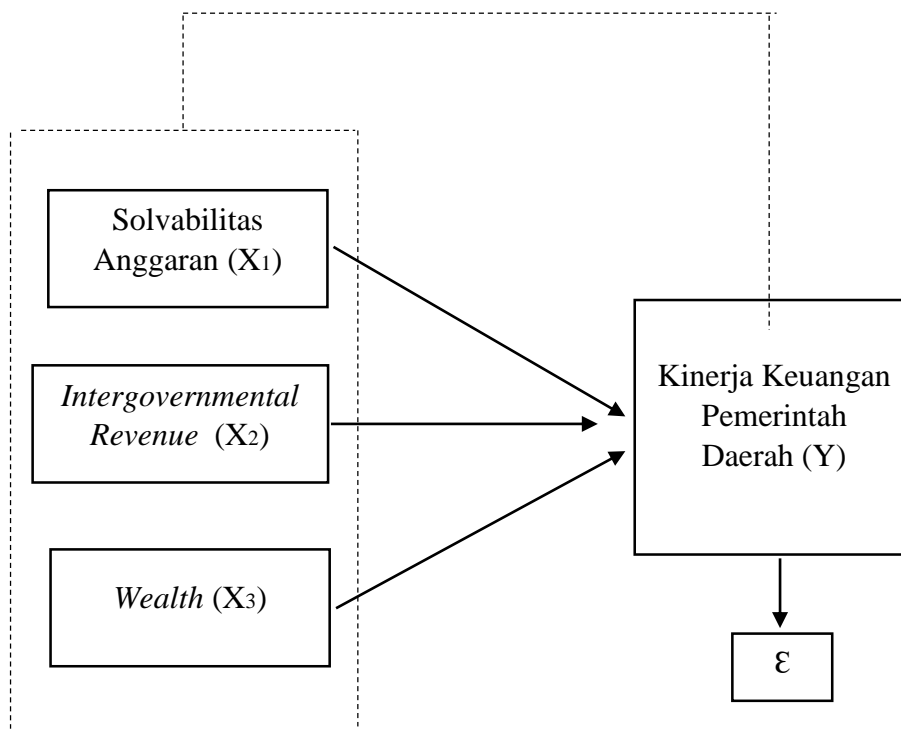 Solvabilitas
Anggaran (X1)
Intergovernmental
Revenue (X2)
Wealth (X3)
Kinerja Keuangan
Pemerintah
Daerah (Y)
Ɛ